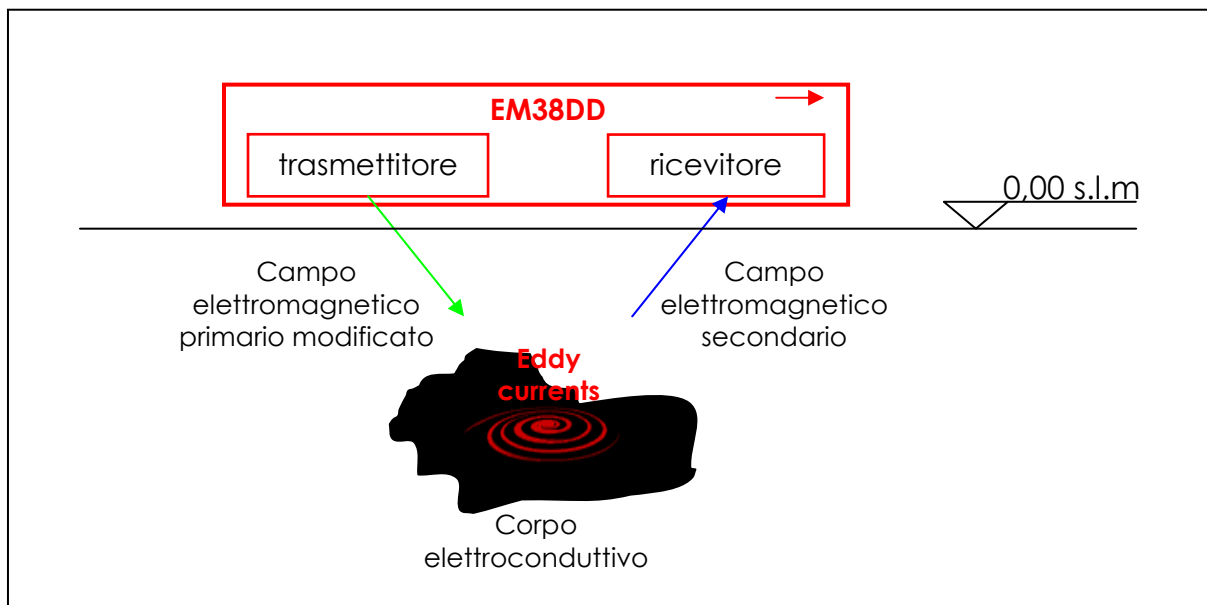 EM38DD
trasmettitore
ricevitore
0,00 s.l.m
Campo
elettromagnetico
primario modificato
Campo
elettromagnetico
secondario
Eddy
currents
Corpo
elettroconduttivo